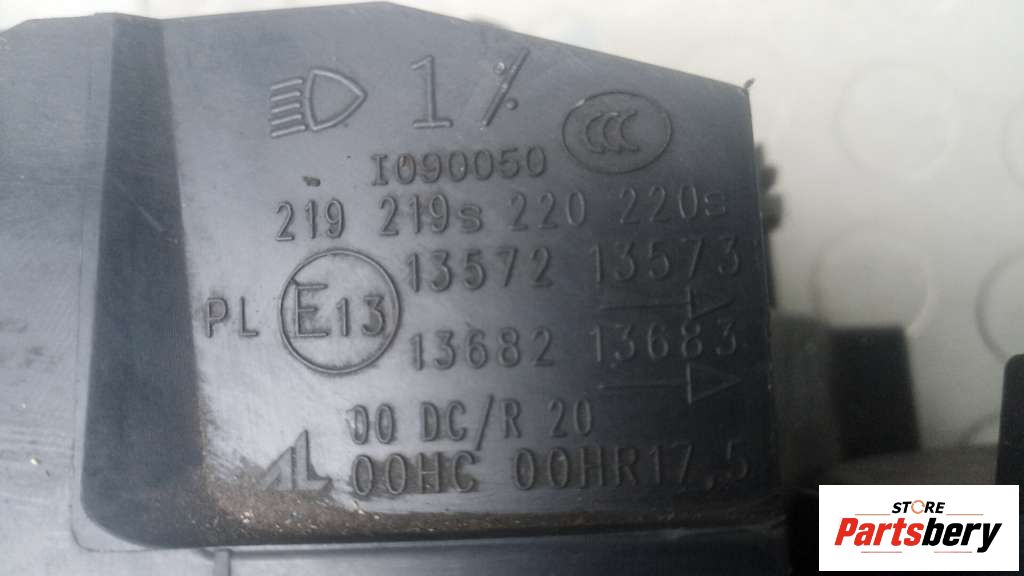 1%
CCC
I090050
219 219s 220 220s
13572 13573
PL E13
13682 13683
00 DC/R 20
AL 00HC 00HR17,5
STORE
Partsbery